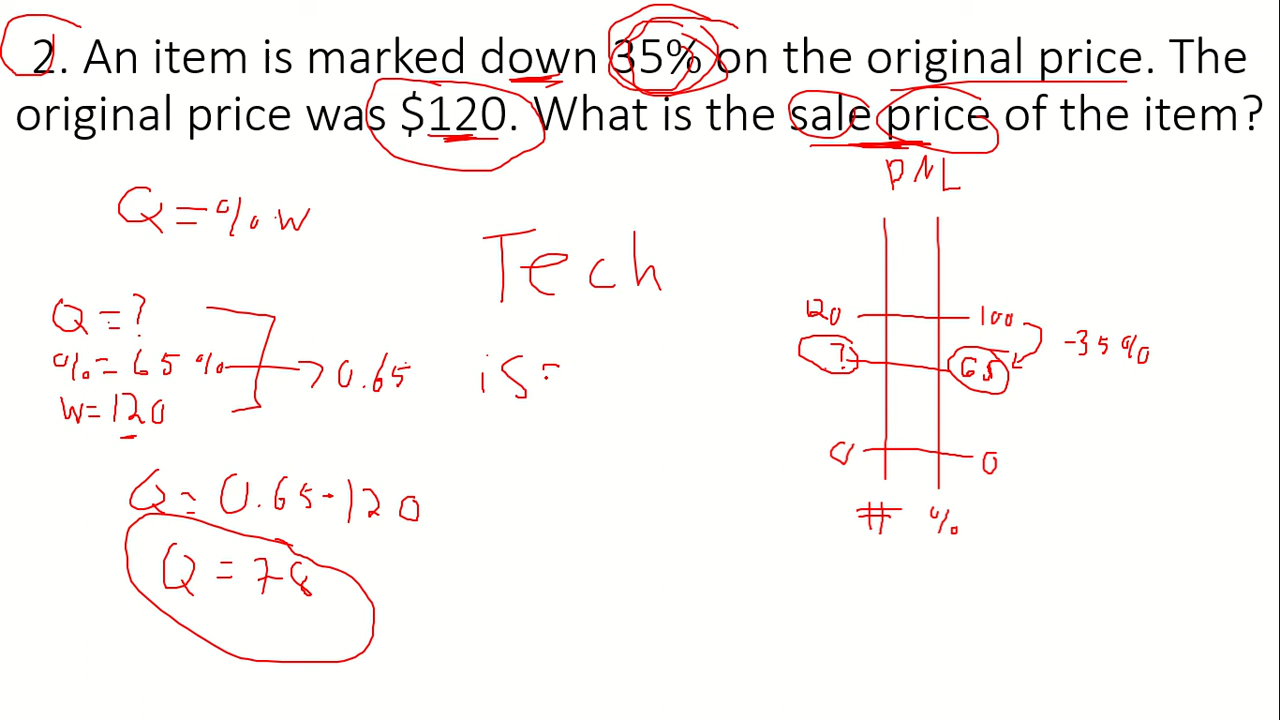 2. An item is marked down 35% on the original price. The
original price was $120. What is the sale price of the item?
DNL
Q = % · W
Tech
Q = ?
% = 65 %
W = 120
0.65
is
120
100
-35 %
?
65
0
0
# %
Q = 0.65 · 120
Q = 78